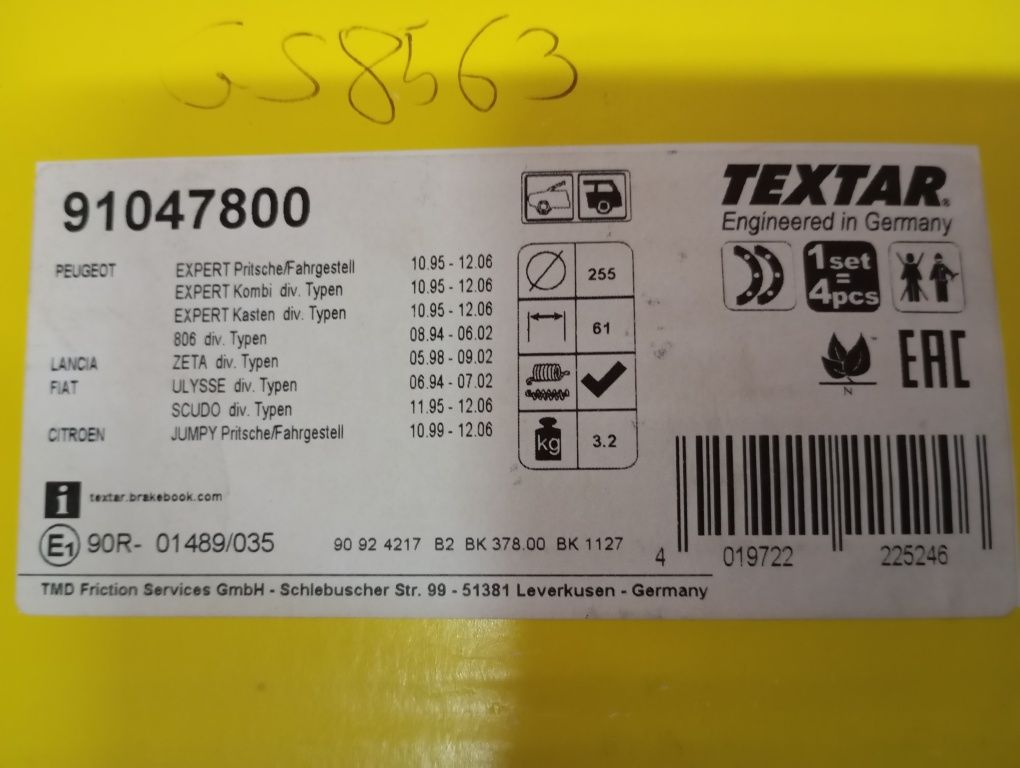 GS8563
91047800
TEXTAR®
Engineered in Germany
PEUGEOT EXPERT Pritsche/Fahrgestell 10.95 - 12.06
EXPERT Kombi div. Typen 10.95 - 12.06
EXPERT Kasten div. Typen 10.95 - 12.06
806 div. Typen 08.94 - 06.02
LANCIA ZETA div. Typen 05.98 - 09.02
FIAT ULYSSE div. Typen 06.94 - 07.02
SCUDO div. Typen 11.95 - 12.06
CITROEN JUMPY Pritsche/Fahrgestell 10.99 - 12.06
255
61
kg 3.2
1 set
=
4pcs
™
N
EAC
i textar.brakebook.com
E1 90R- 01489/035
90 92 4217 B2 BK 378.00 BK 1127
4 019722 225246
TMD Friction Services GmbH - Schlebuscher Str. 99 - 51381 Leverkusen - Germany